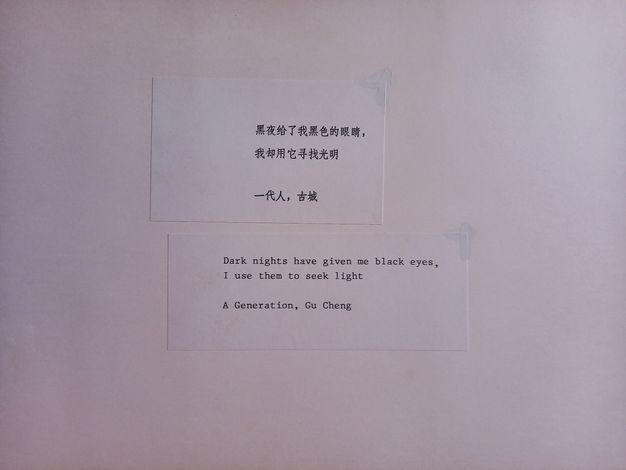 黑夜给了我黑色的眼睛，
我却用它寻找光明
一代人，古城
Dark nights have given me black eyes,
I use them to seek light
A Generation, Gu Cheng